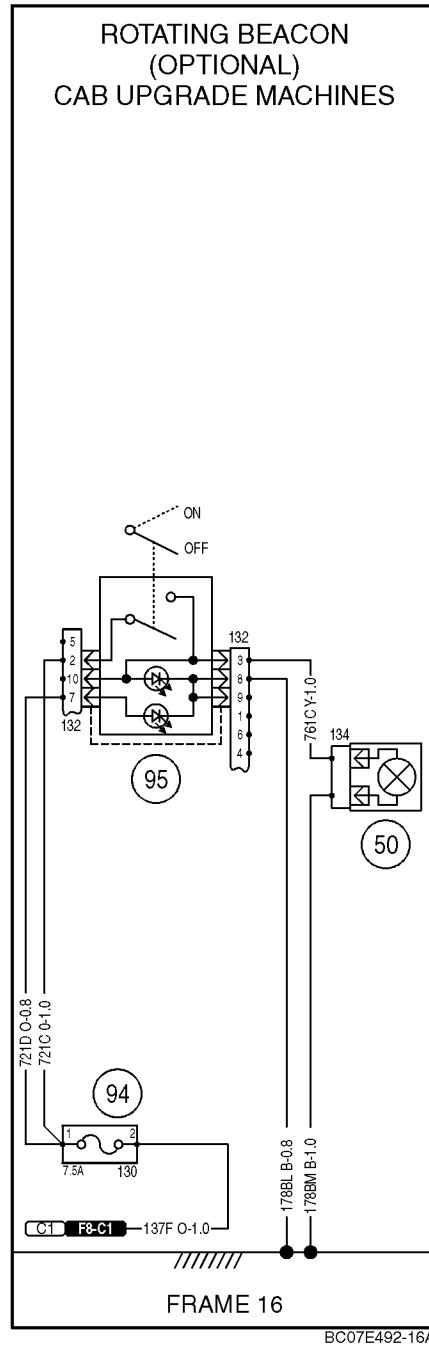 ROTATING BEACON
(OPTIONAL)
CAB UPGRADE MACHINES
ON
OFF
132
5
2
10
7
132
3
8
9
1
6
4
95
761C Y-1.0
134
50
721D O-0.8
721C 0-1.0
94
1 2
7.5A 130
C1 F8-C1 137F O-1.0
178BL B-0.8
178BM B-1.0
FRAME 16
BC07E492-16A